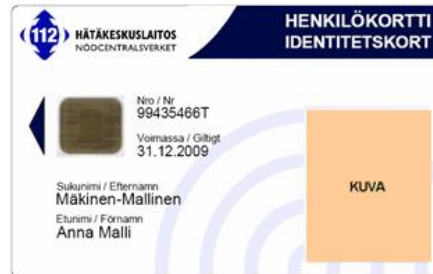 112
HÄTÄKESKUSLAITOS
NÖDCENTRALSVERKET
HENKILÖKORTTI
IDENTITETSKORT
Nro / Nr
99435466T
Voimassa / Giltigt
31.12.2009
Sukunimi / Efternamn
Mäkinen-Mallinen
Etunimi / Förnamn
Anna Malli
KUVA